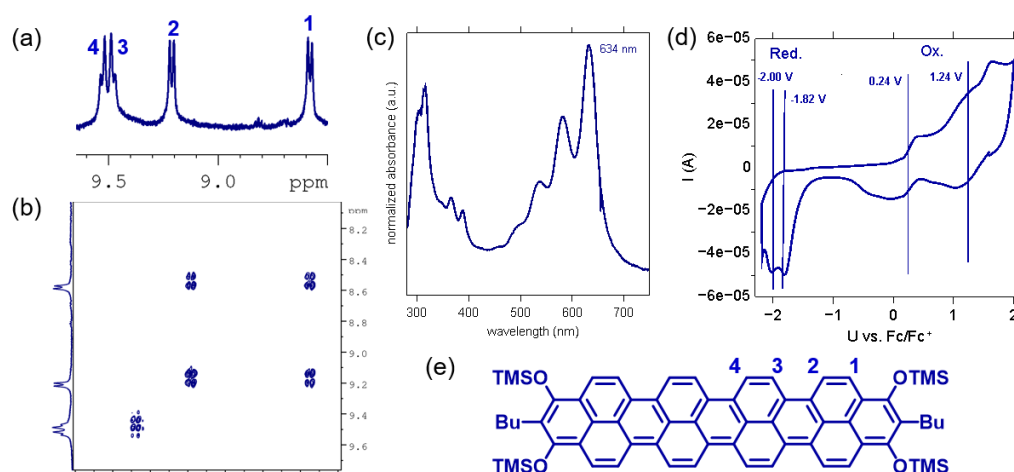 (a)
4 3 2 1
9.5 9.0 ppm
(b)
ppm
8.2
8.4
8.6
8.8
9.0
9.2
9.4
9.6
(c)
634 nm
normalized absorbance (a.u.)
300 400 500 600 700
wavelength (nm)
(d)
6e-05
4e-05
2e-05
0
-2e-05
-4e-05
-6e-05
I (A)
Red. Ox.
-2.00 V
-1.82 V
0.24 V
1.24 V
-2 -1 0 1 2
U vs. Fc/Fc+
(e)
4 3 2 1
TMSO OTMS
Bu Bu
TMSO OTMS